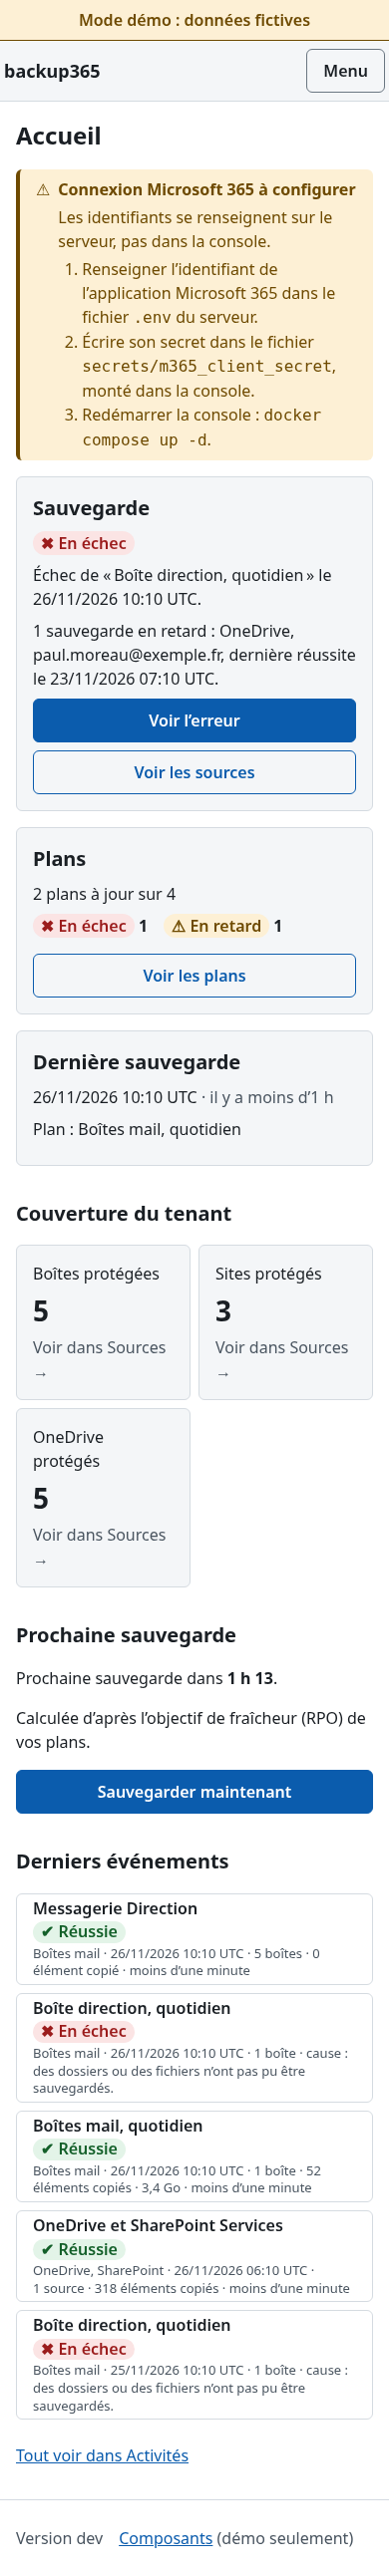 Mode démo : données fictives
backup365
Menu
Accueil
⚠ Connexion Microsoft 365 à configurer
Les identifiants se renseignent sur le
serveur, pas dans la console.
1. Renseigner l’identifiant de
l’application Microsoft 365 dans le
fichier .env du serveur.
2. Écrire son secret dans le fichier
secrets/m365_client_secret,
monté dans la console.
3. Redémarrer la console : docker
compose up -d.
Sauvegarde
✖ En échec
Échec de « Boîte direction, quotidien » le
26/11/2026 10:10 UTC.
1 sauvegarde en retard : OneDrive,
paul.moreau@exemple.fr, dernière réussite
le 23/11/2026 07:10 UTC.
Voir l’erreur
Voir les sources
Plans
2 plans à jour sur 4
✖ En échec 1 ⚠ En retard 1
Voir les plans
Dernière sauvegarde
26/11/2026 10:10 UTC · il y a moins d’1 h
Plan : Boîtes mail, quotidien
Couverture du tenant
Boîtes protégées
5
Voir dans Sources
→
Sites protégés
3
Voir dans Sources
→
OneDrive
protégés
5
Voir dans Sources
→
Prochaine sauvegarde
Prochaine sauvegarde dans 1 h 13.
Calculée d’après l’objectif de fraîcheur (RPO) de
vos plans.
Sauvegarder maintenant
Derniers événements
Messagerie Direction
✔ Réussie
Boîtes mail · 26/11/2026 10:10 UTC · 5 boîtes · 0
élément copié · moins d’une minute
Boîte direction, quotidien
✖ En échec
Boîtes mail · 26/11/2026 10:10 UTC · 1 boîte · cause :
des dossiers ou des fichiers n’ont pas pu être
sauvegardés.
Boîtes mail, quotidien
✔ Réussie
Boîtes mail · 26/11/2026 10:10 UTC · 1 boîte · 52
éléments copiés · 3,4 Go · moins d’une minute
OneDrive et SharePoint Services
✔ Réussie
OneDrive, SharePoint · 26/11/2026 06:10 UTC ·
1 source · 318 éléments copiés · moins d’une minute
Boîte direction, quotidien
✖ En échec
Boîtes mail · 25/11/2026 10:10 UTC · 1 boîte · cause :
des dossiers ou des fichiers n’ont pas pu être
sauvegardés.
Tout voir dans Activités
Version dev Composants (démo seulement)